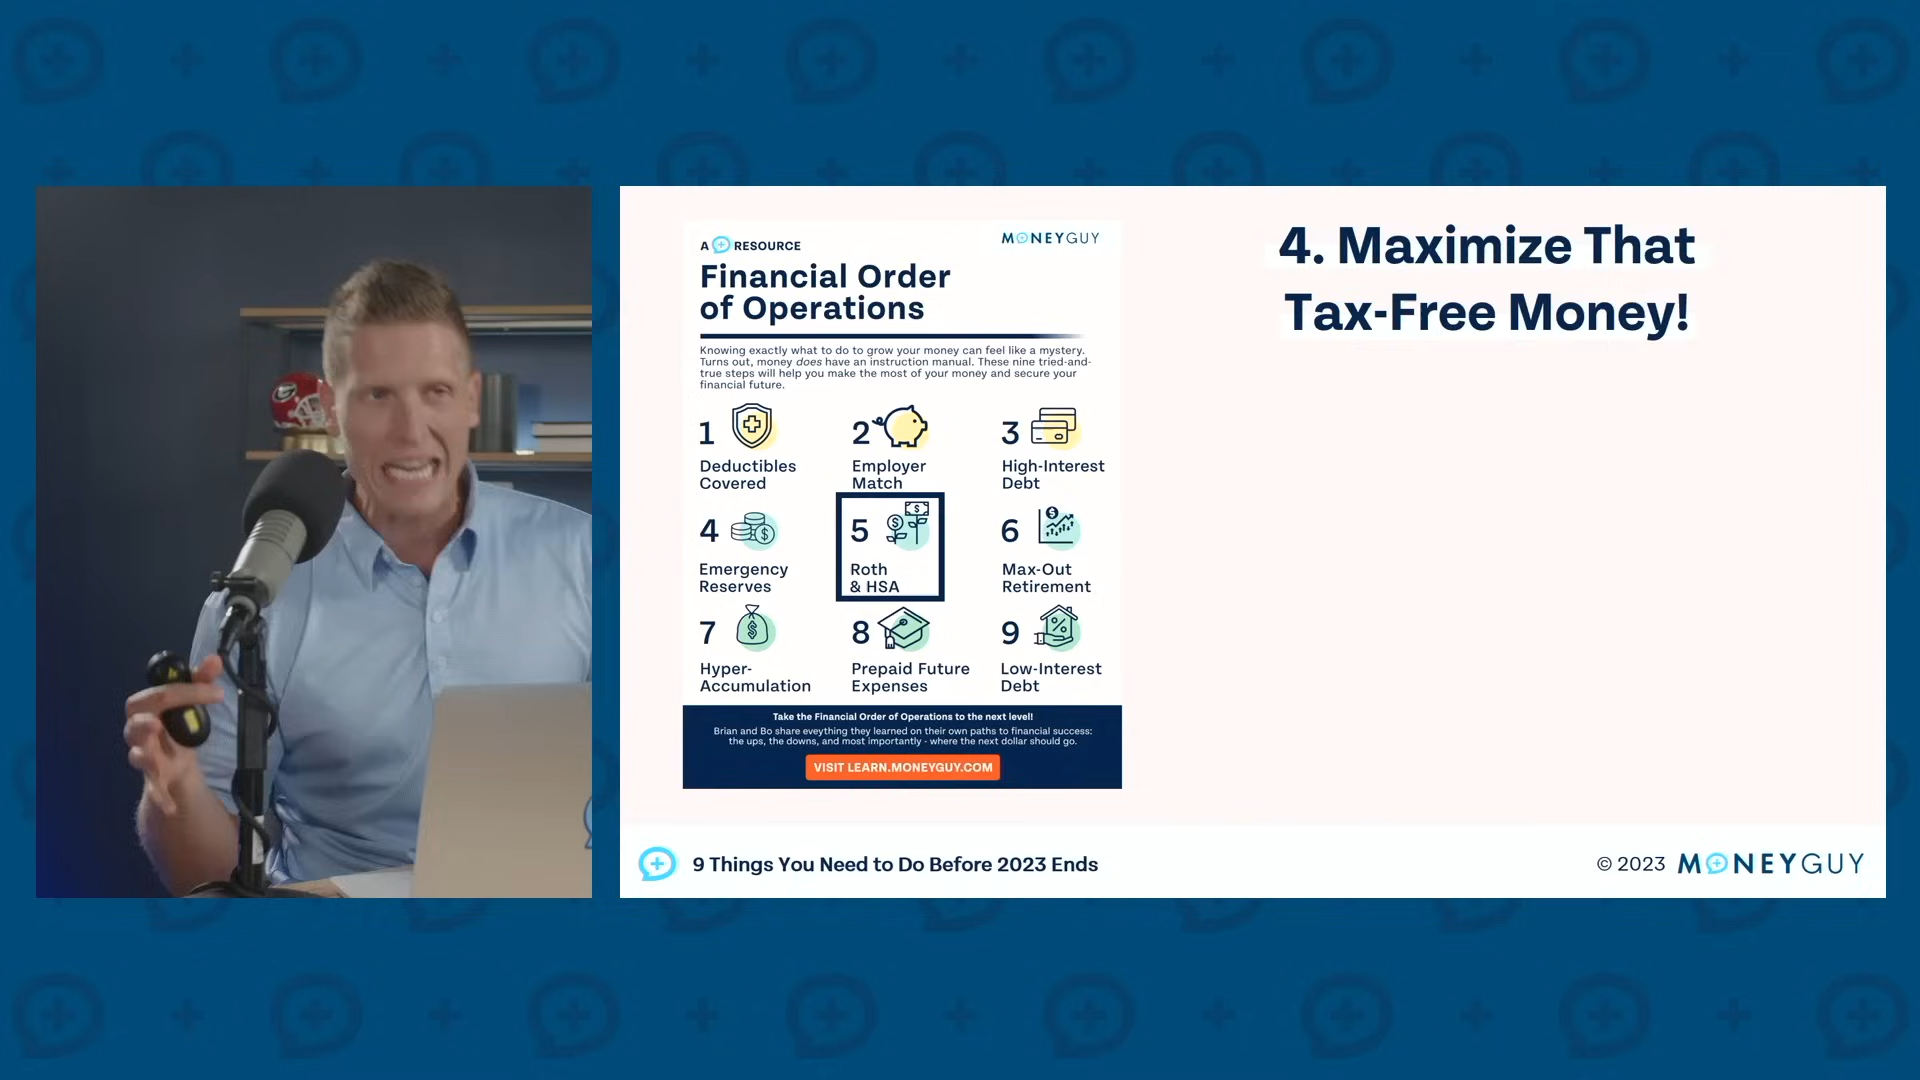 4. Maximize That
Tax-Free Money!
A RESOURCE
MONEYGUY
Financial Order
of Operations
Knowing exactly what to do to grow your money can feel like a mystery.
Turns out, money does have an instruction manual. These nine tried-and-
true steps will help you make the most of your money and secure your
financial future.
1
Deductibles
Covered
2
Employer
Match
3
High-Interest
Debt
4
Emergency
Reserves
5
Roth
& HSA
6
Max-Out
Retirement
7
Hyper-
Accumulation
8
Prepaid Future
Expenses
9
Low-Interest
Debt
Take the Financial Order of Operations to the next level!
Brian and Bo share eveything they learned on their own paths to financial success:
the ups, the downs, and most importantly - where the next dollar should go.
VISIT LEARN.MONEYGUY.COM
9 Things You Need to Do Before 2023 Ends
© 2023 MONEYGUY
G